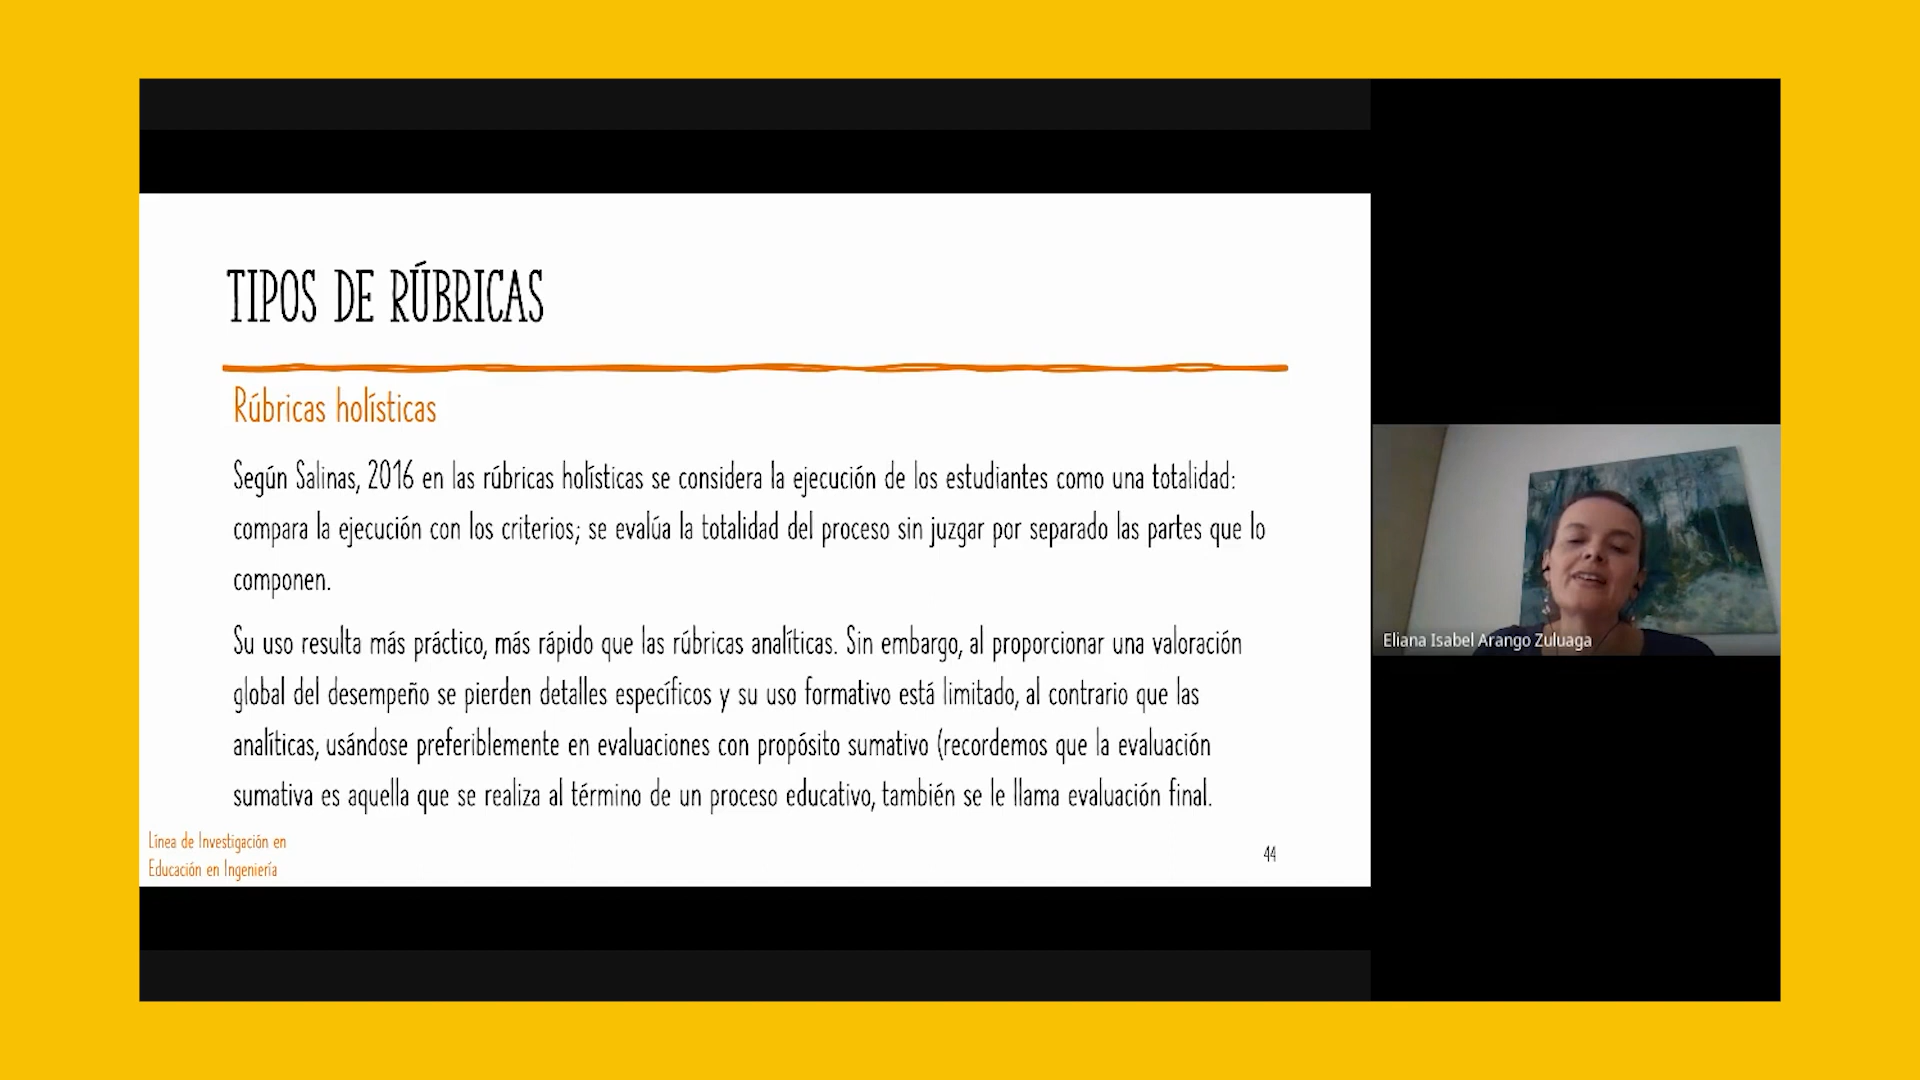 TIPOS DE RÚBRICAS
Rúbricas holísticas
Según Salinas, 2016 en las rúbricas holísticas se considera la ejecución de los estudiantes como una totalidad:
compara la ejecución con los criterios; se evalúa la totalidad del proceso sin juzgar por separado las partes que lo
componen.
Su uso resulta más práctico, más rápido que las rúbricas analíticas. Sin embargo, al proporcionar una valoración
global del desempeño se pierden detalles específicos y su uso formativo está limitado, al contrario que las
analíticas, usándose preferiblemente en evaluaciones con propósito sumativo (recordemos que la evaluación
sumativa es aquella que se realiza al término de un proceso educativo, también se le llama evaluación final.
Línea de Investigación en
Educación en Ingeniería
44
Eliana Isabel Arango Zuluaga